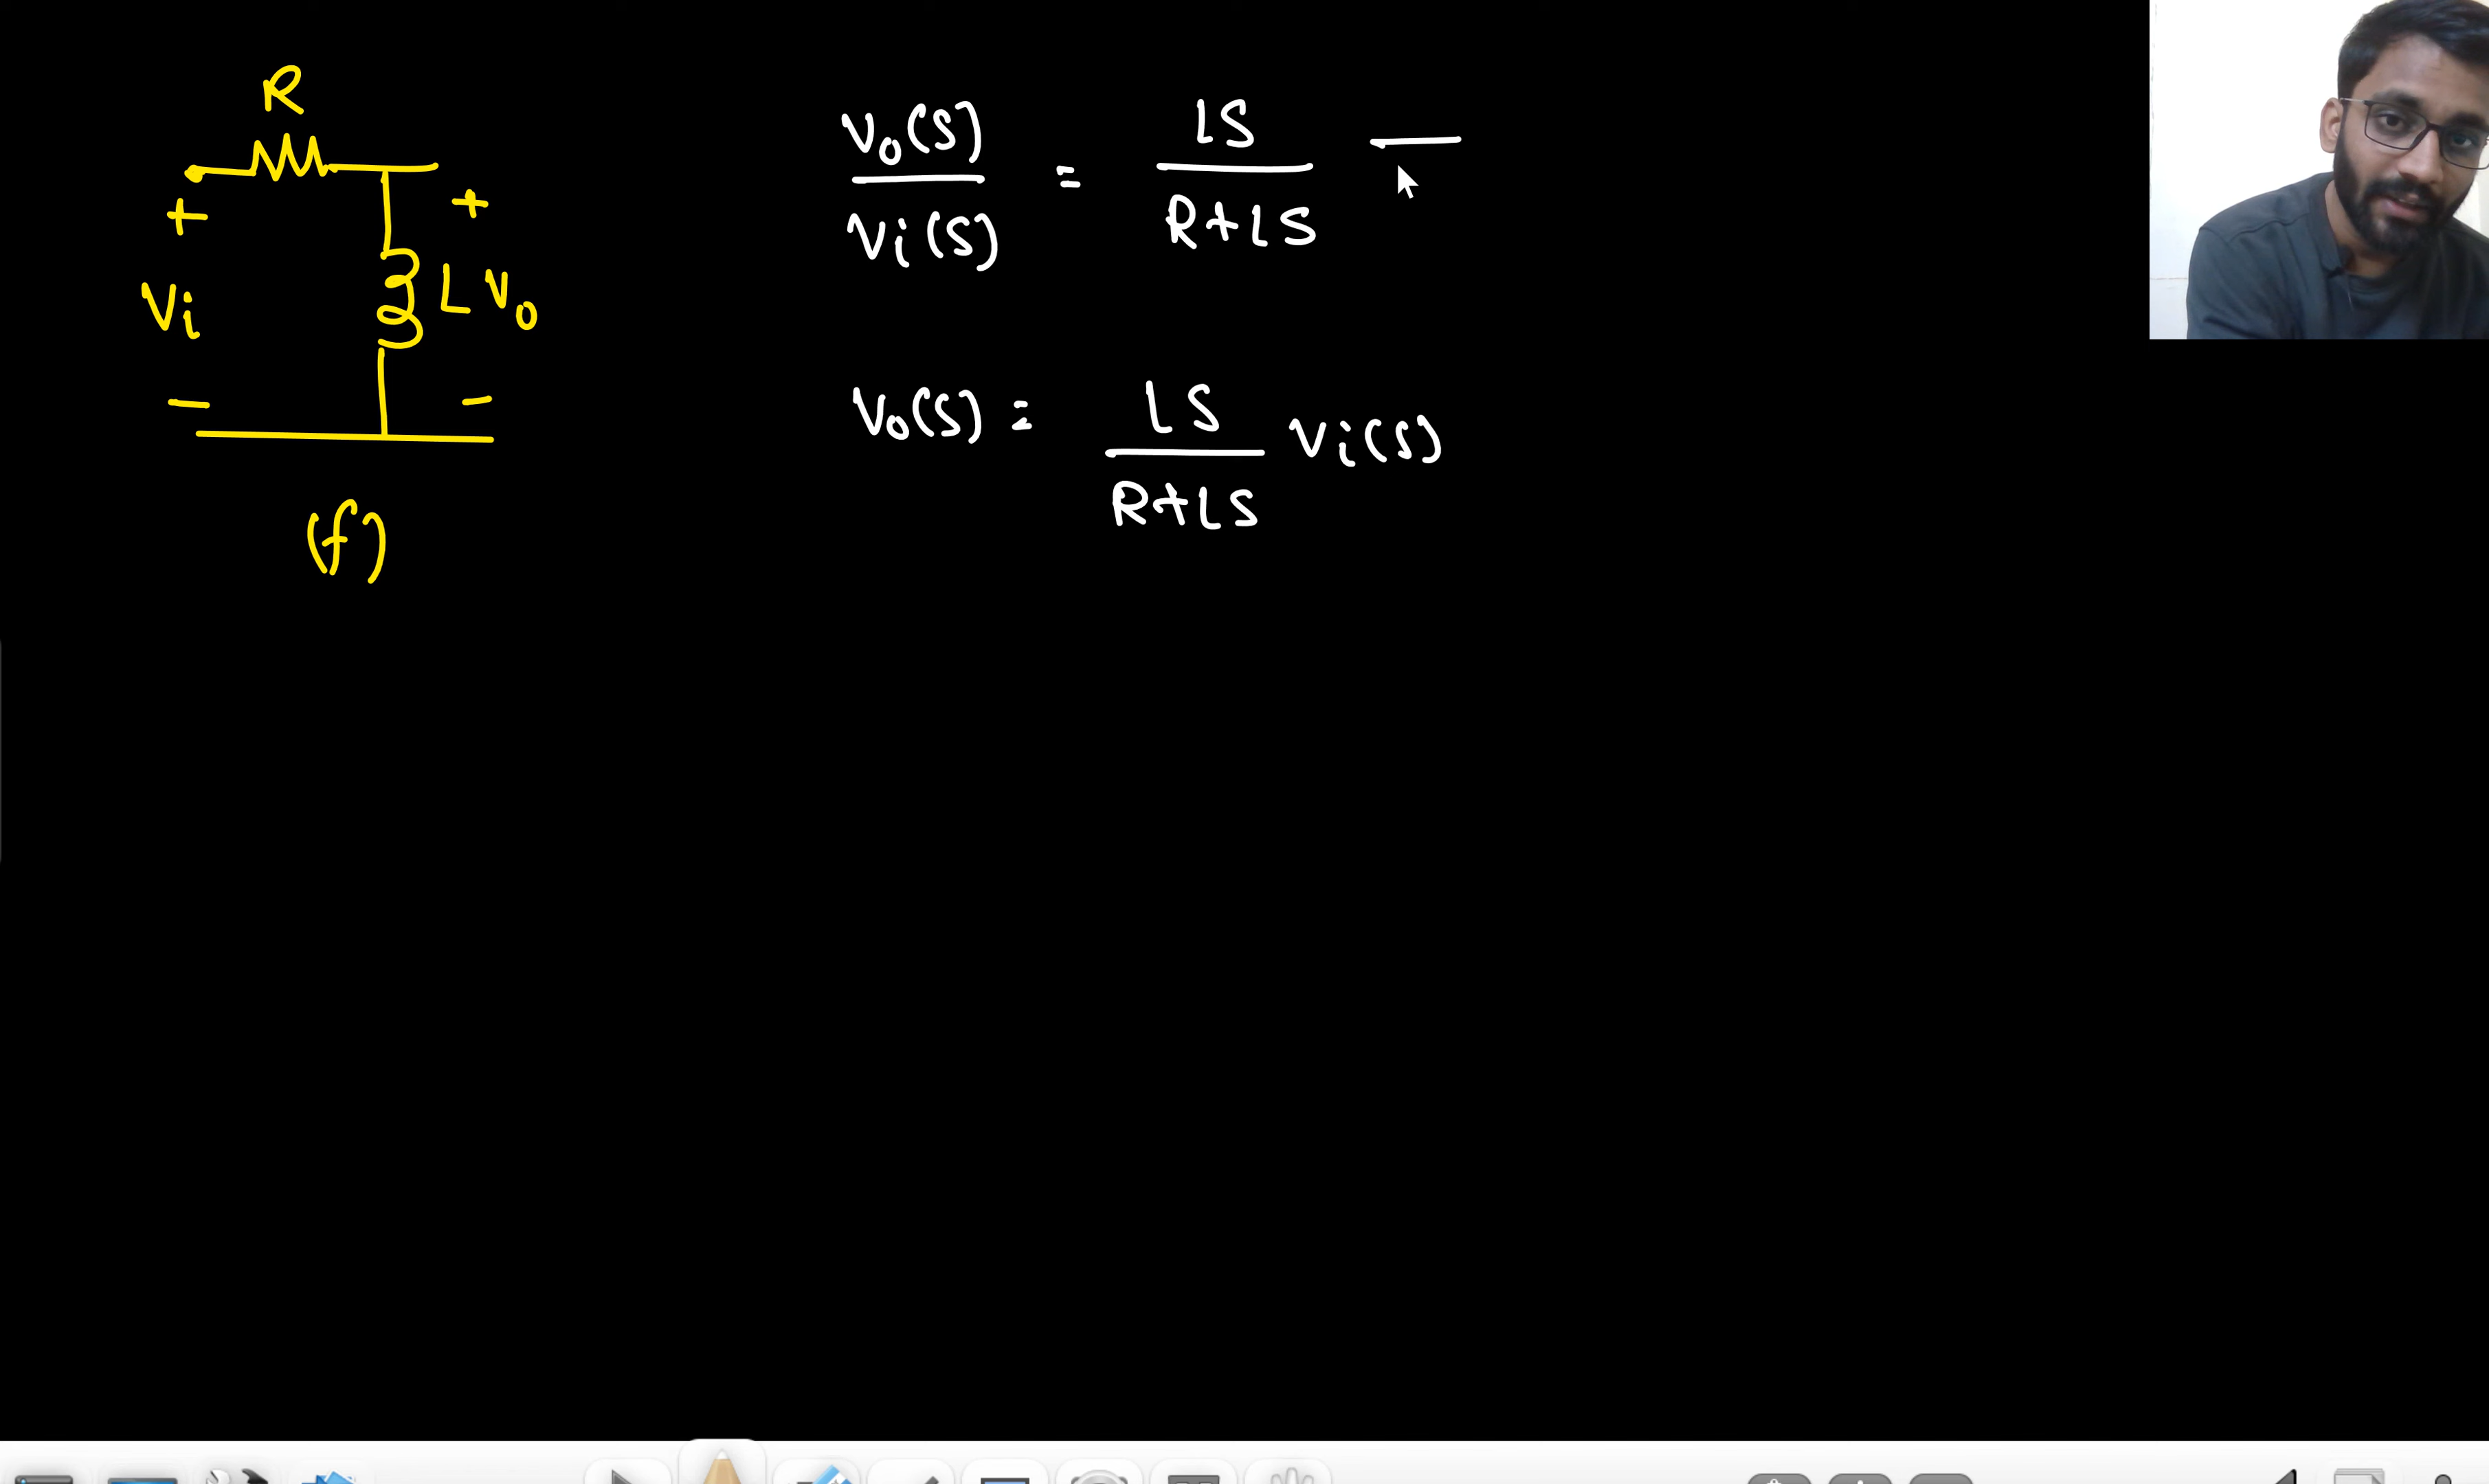 R
+ +
Vi L Vo
- -
(f)
Vo(S)/Vi(S) = LS/(R+LS)
Vo(S) = LS/(R+LS) Vi(S)